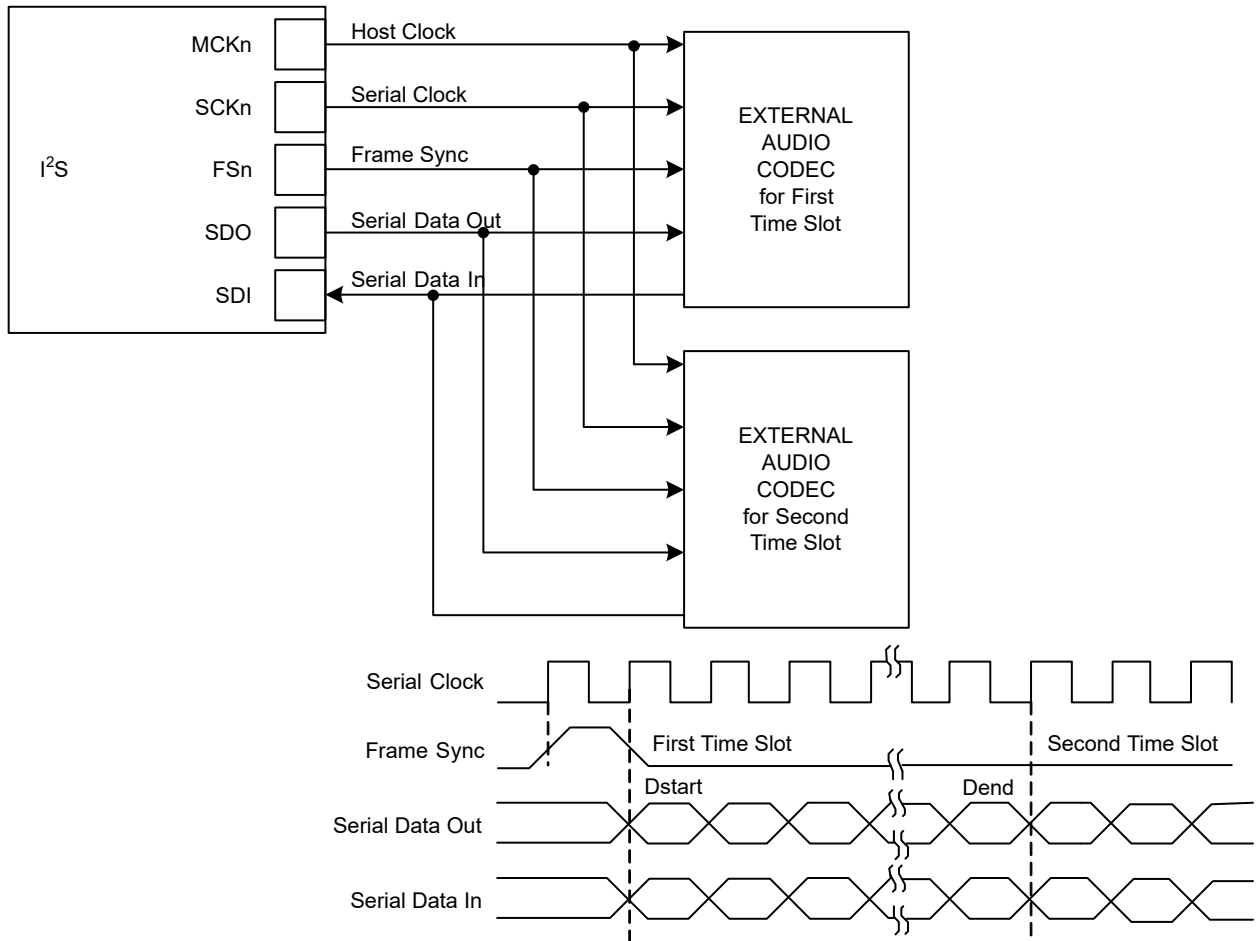 MCKn
Host Clock
SCKn
Serial Clock
I²S
FSn
Frame Sync
SDO
Serial Data Out
SDI
Serial Data In
EXTERNAL
AUDIO
CODEC
for First
Time Slot
EXTERNAL
AUDIO
CODEC
for Second
Time Slot
Serial Clock
Frame Sync
First Time Slot
Second Time Slot
Dstart
Dend
Serial Data Out
Serial Data In